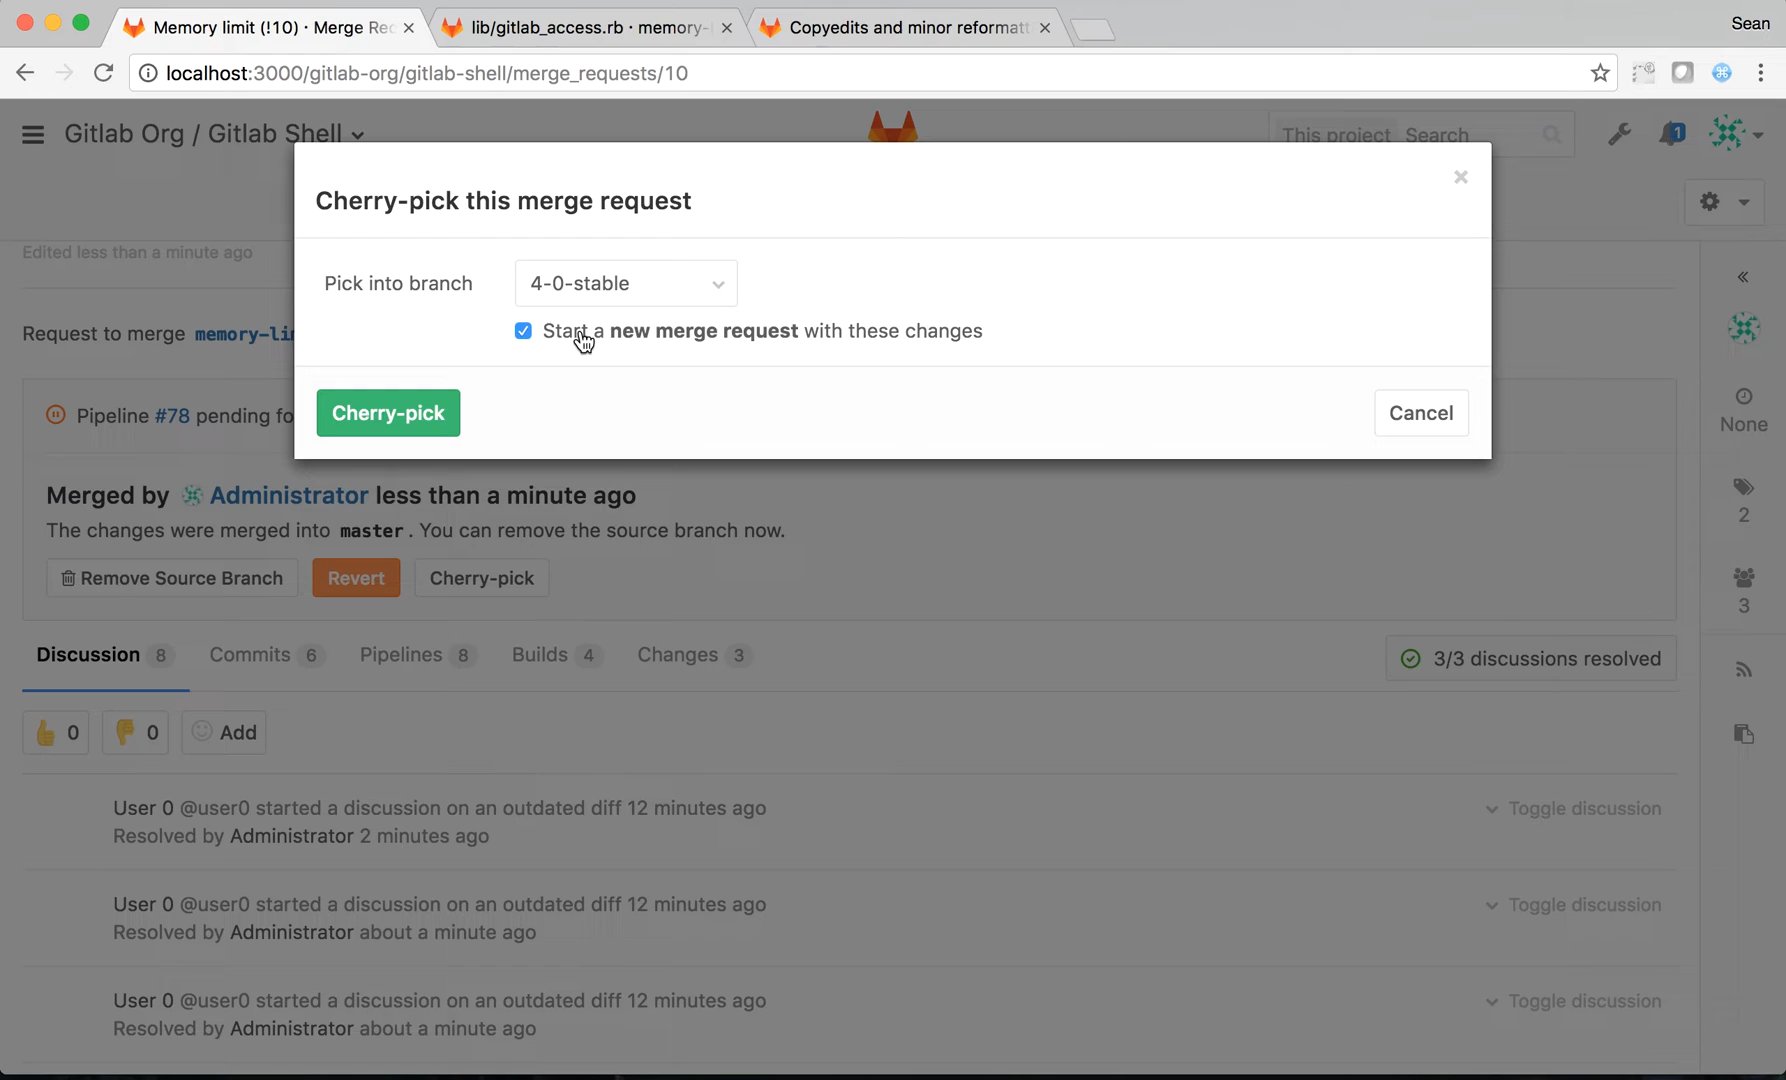 Memory limit (!10) · Merge Rec
lib/gitlab_access.rb · memory-l
Copyedits and minor reformatt
Sean
localhost:3000/gitlab-org/gitlab-shell/merge_requests/10
Gitlab Org / Gitlab Shell
This project Search
1
Cherry-pick this merge request
Edited less than a minute ago
Pick into branch 4-0-stable
Request to merge memory-lin
Start a new merge request with these changes
Pipeline #78 pending fo
Cherry-pick
Cancel
None
Merged by Administrator less than a minute ago
The changes were merged into master. You can remove the source branch now.
2
Remove Source Branch Revert Cherry-pick
3
Discussion 8 Commits 6 Pipelines 8 Builds 4 Changes 3
3/3 discussions resolved
0 0 Add
User 0 @user0 started a discussion on an outdated diff 12 minutes ago
Toggle discussion
Resolved by Administrator 2 minutes ago
User 0 @user0 started a discussion on an outdated diff 12 minutes ago
Toggle discussion
Resolved by Administrator about a minute ago
User 0 @user0 started a discussion on an outdated diff 12 minutes ago
Toggle discussion
Resolved by Administrator about a minute ago